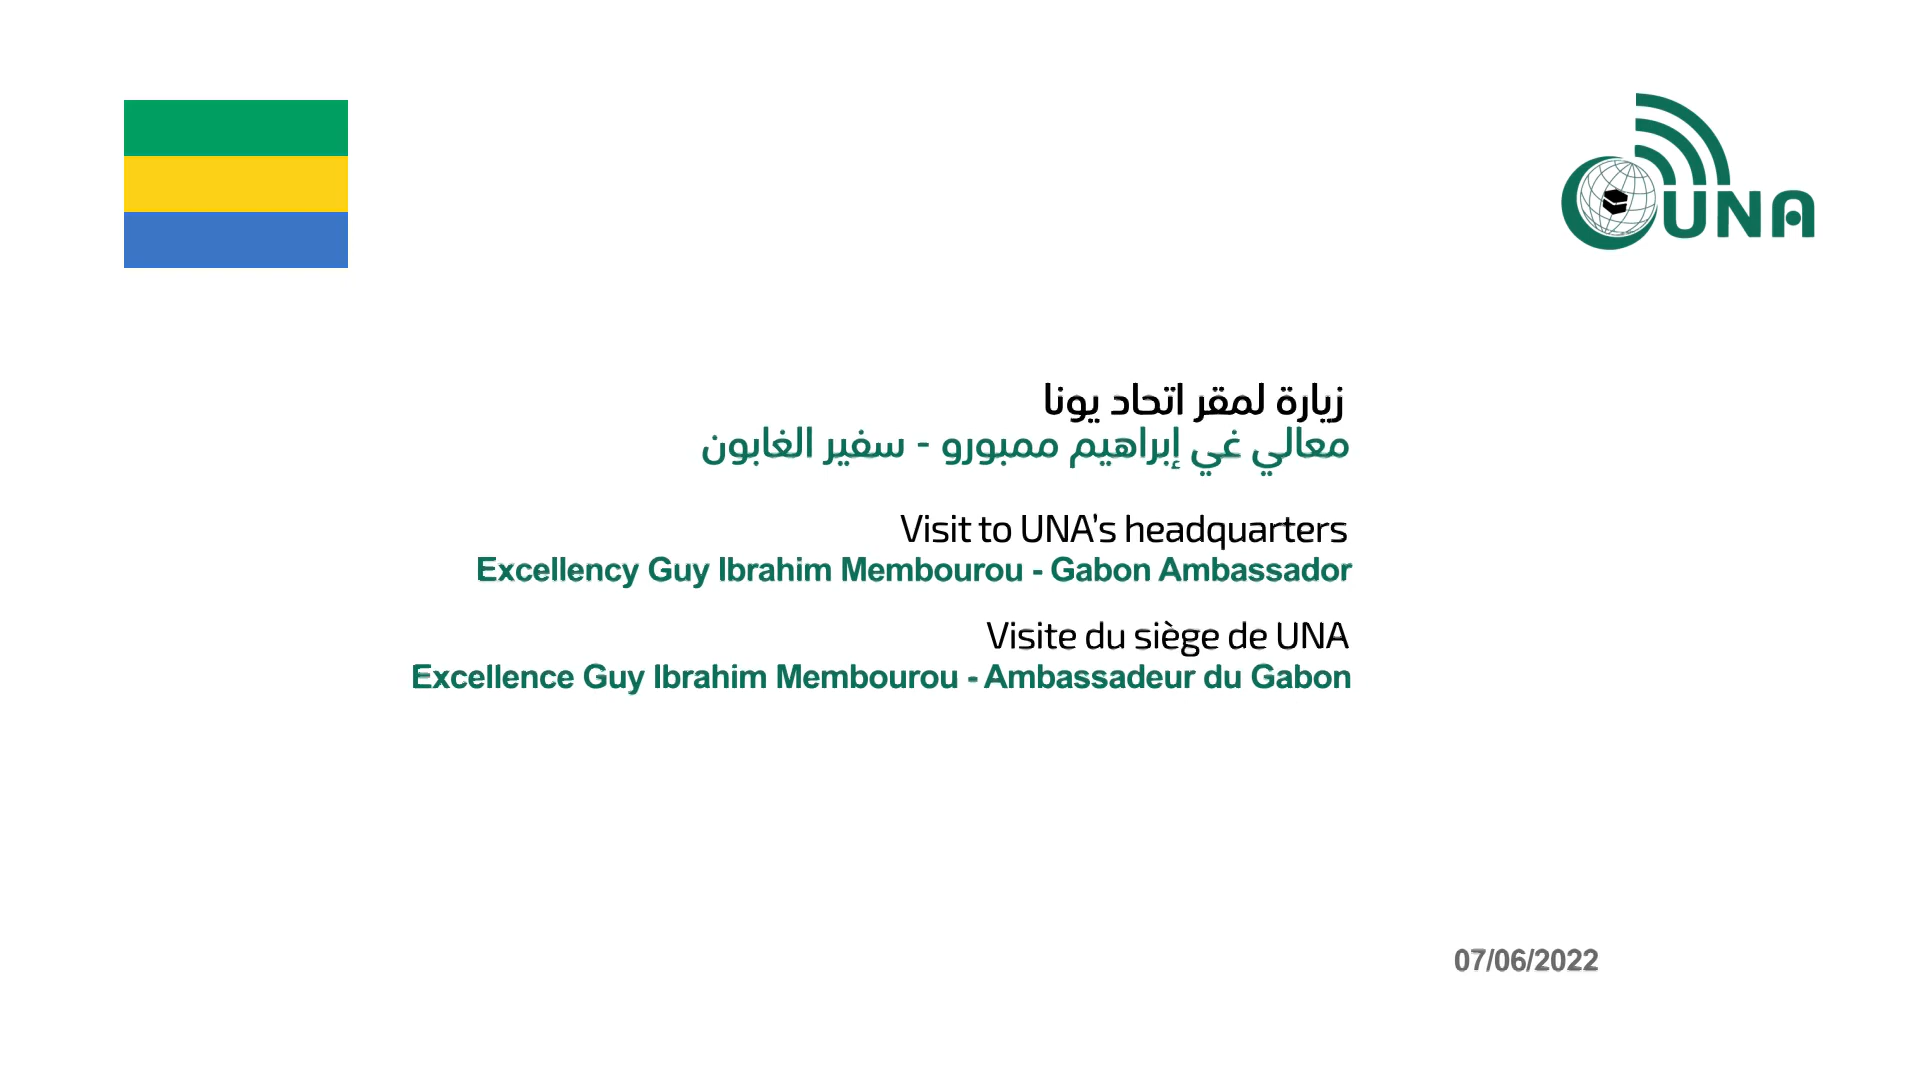 UNA
زيارة لمقر اتحاد يونا
معالي غي إبراهيم ممبورو - سفير الغابون
Visit to UNA's headquarters
Excellency Guy Ibrahim Membourou - Gabon Ambassador
Visite du siège de UNA
Excellence Guy Ibrahim Membourou - Ambassadeur du Gabon
07/06/2022